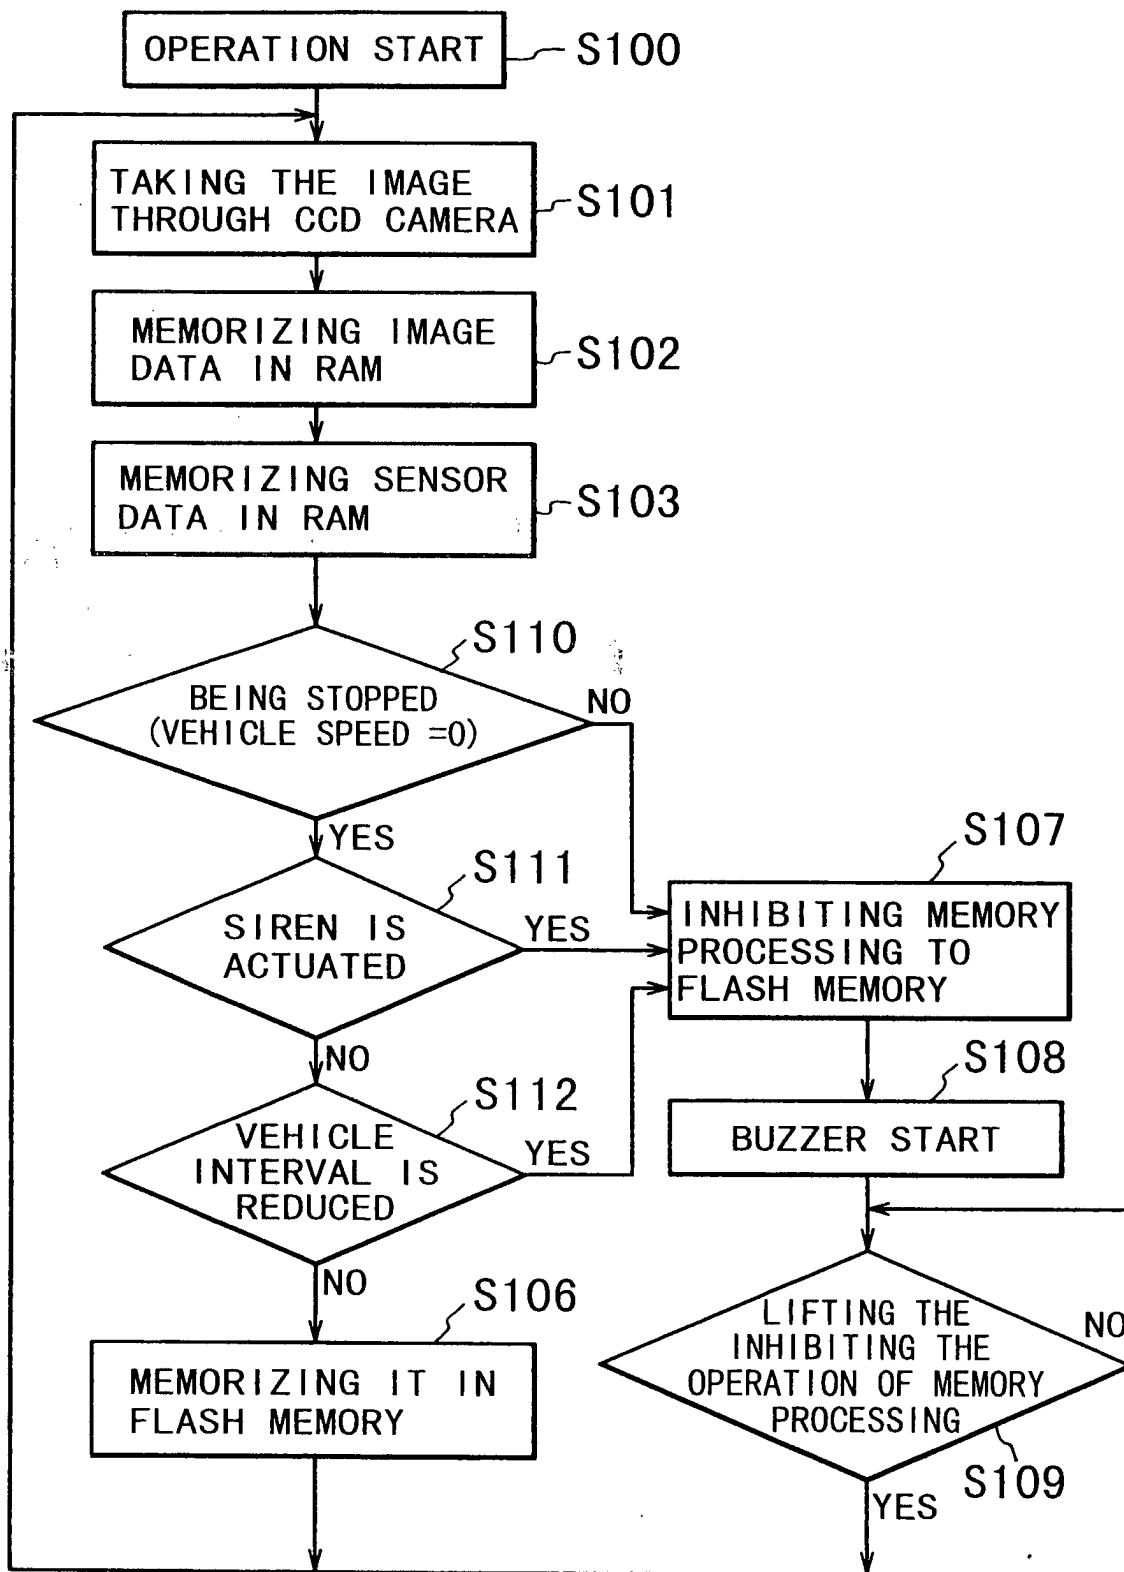 OPERATION START
S100
TAKING THE IMAGE
THROUGH CCD CAMERA
S101
MEMORIZING IMAGE
DATA IN RAM
S102
MEMORIZING SENSOR
DATA IN RAM
S103
S110
BEING STOPPED
(VEHICLE SPEED =0)
NO
YES
S111
SIREN IS
ACTUATED
YES
NO
S112
VEHICLE
INTERVAL IS
REDUCED
YES
NO
S106
MEMORIZING IT IN
FLASH MEMORY
S107
INHIBITING MEMORY
PROCESSING TO
FLASH MEMORY
S108
BUZZER START
LIFTING THE
INHIBITING THE
OPERATION OF MEMORY
PROCESSING
NO
S109
YES